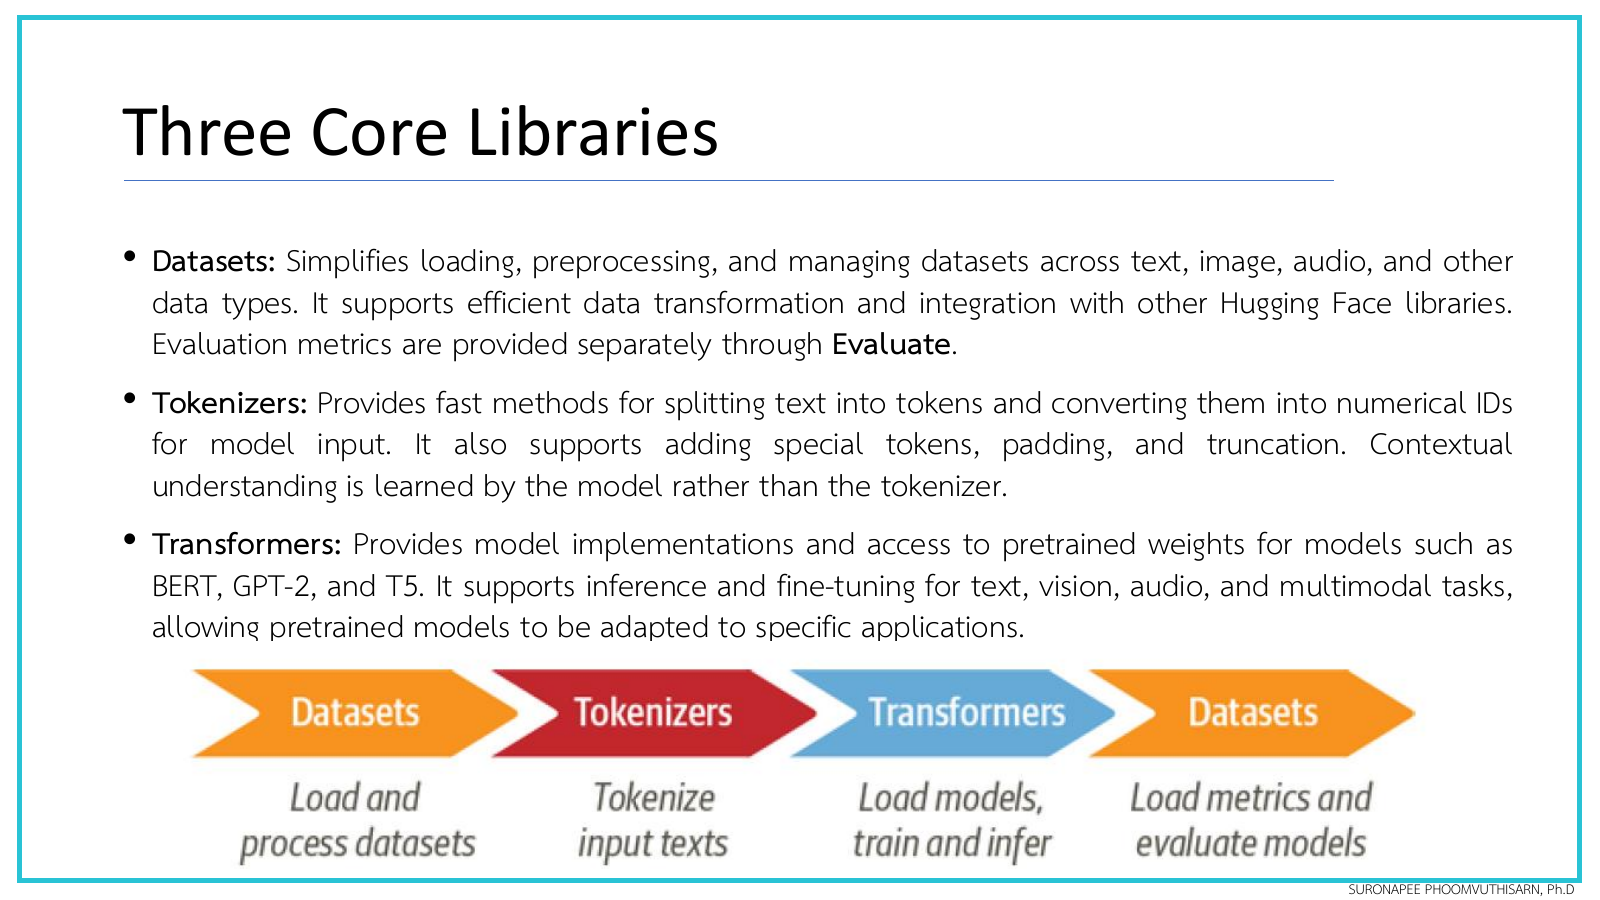 Three Core Libraries
• Datasets: Simplifies loading, preprocessing, and managing datasets across text, image, audio, and other
data types. It supports efficient data transformation and integration with other Hugging Face libraries.
Evaluation metrics are provided separately through Evaluate.
• Tokenizers: Provides fast methods for splitting text into tokens and converting them into numerical IDs
for model input. It also supports adding special tokens, padding, and truncation. Contextual
understanding is learned by the model rather than the tokenizer.
• Transformers: Provides model implementations and access to pretrained weights for models such as
BERT, GPT-2, and T5. It supports inference and fine-tuning for text, vision, audio, and multimodal tasks,
allowing pretrained models to be adapted to specific applications.
Datasets Tokenizers Transformers Datasets
Load and Tokenize Load models, Load metrics and
process datasets input texts train and infer evaluate models
SURONAPEE PHOOMVUTHISARN, Ph.D